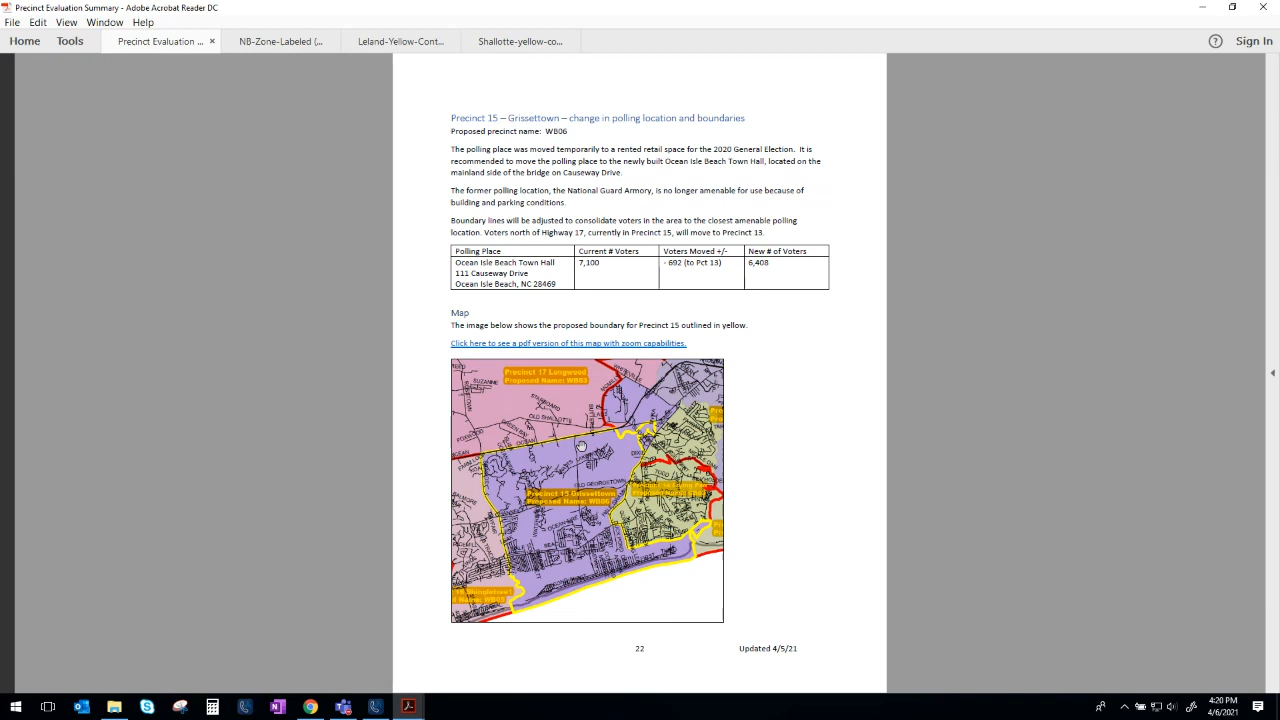 Precinct Evaluation Summary - Adobe Acrobat Reader DC
File Edit View Window Help
Home Tools Precinct Evaluation ... × NB-Zone-Labeled (... Leland-Yellow-Cont... Shallotte-yellow-co... Sign In
Precinct 15 – Grissettown – change in polling location and boundaries
Proposed precinct name: WB06
The polling place was moved temporarily to a rented retail space for the 2020 General Election. It is
recommended to move the polling place to the newly built Ocean Isle Beach Town Hall, located on the
mainland side of the bridge on Causeway Drive.
The former polling location, the National Guard Armory, is no longer amenable for use because of
building and parking conditions.
Boundary lines will be adjusted to consolidate voters in the area to the closest amenable polling
location. Voters north of Highway 17, currently in Precinct 15, will move to Precinct 13.
Polling Place Current # Voters Voters Moved +/- New # of Voters
Ocean Isle Beach Town Hall 7,100 - 692 (to Pct 13) 6,408
111 Causeway Drive
Ocean Isle Beach, NC 28469
Map
The image below shows the proposed boundary for Precinct 15 outlined in yellow.
Click here to see a pdf version of this map with zoom capabilities.
Precinct 17 Longwood
Proposed Name: WB03
SUZANNE
OLD SHALLOTTE
OLD GEORGETOWN
Precinct 15 Grissettown
Proposed Name: WB06
22 Updated 4/5/21
4:20 PM
4/6/2021